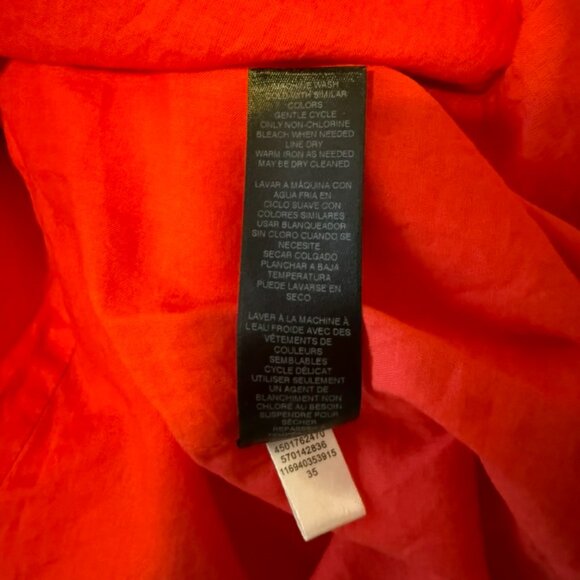 MACHINE WASH
COLD WITH SIMILAR
COLORS
GENTLE CYCLE
ONLY NON-CHLORINE
BLEACH WHEN NEEDED
LINE DRY
WARM IRON AS NEEDED
MAY BE DRY CLEANED
LAVAR A MÁQUINA CON
AGUA FRIA EN
CICLO SUAVE CON
COLORES SIMILARES
USAR BLANQUEADOR
SIN CLORO CUANDO SE
NECESITE
SECAR COLGADO
PLANCHAR A BAJA
TEMPERATURA
PUEDE LAVARSE EN
SECO
LAVER À LA MACHINE À
L'EAU FROIDE AVEC DES
VÊTEMENTS DE
COULEURS
SEMBLABLES
CYCLE DÉLICAT
UTILISER SEULEMENT
UN AGENT DE
BLANCHIMENT NON
CHLORÉ AU BESOIN
SUSPENDRE POUR
SÉCHER
4501762470
570142836
116940353915
35